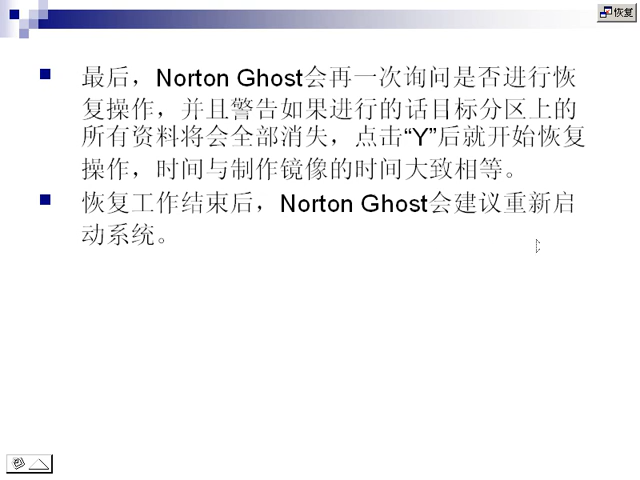 恢复
最后，Norton Ghost会再一次询问是否进行恢
复操作，并且警告如果进行的话目标分区上的
所有资料将会全部消失，点击“Y”后就开始恢复
操作，时间与制作镜像的时间大致相等。
恢复工作结束后，Norton Ghost会建议重新启
动系统。